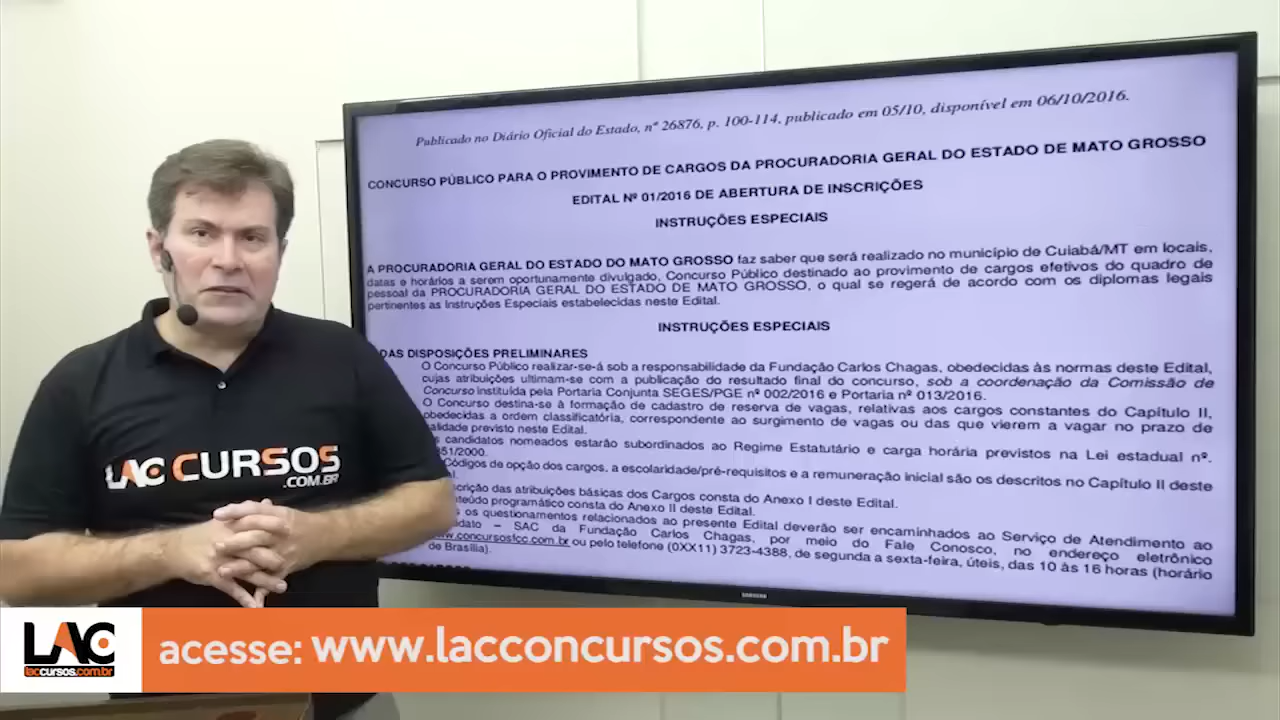 Publicado no Diário Oficial do Estado, nº 26876, p. 100-114, publicado em 05/10, disponível em 06/10/2016.
CONCURSO PÚBLICO PARA O PROVIMENTO DE CARGOS DA PROCURADORIA GERAL DO ESTADO DE MATO GROSSO
EDITAL Nº 01/2016 DE ABERTURA DE INSCRIÇÕES
INSTRUÇÕES ESPECIAIS
A PROCURADORIA GERAL DO ESTADO DO MATO GROSSO faz saber que será realizado no município de Cuiabá/MT em locais,
datas e horários a serem oportunamente divulgado, Concurso Público destinado ao provimento de cargos efetivos do quadro de
pessoal da PROCURADORIA GERAL DO ESTADO DE MATO GROSSO, o qual se regerá de acordo com os diplomas legais
pertinentes as Instruções Especiais estabelecidas neste Edital.
INSTRUÇÕES ESPECIAIS
DAS DISPOSIÇÕES PRELIMINARES
O Concurso Público realizar-se-á sob a responsabilidade da Fundação Carlos Chagas, obedecidas às normas deste Edital,
cujas atribuições ultimam-se com a publicação do resultado final do concurso, sob a coordenação da Comissão de
Concurso instituída pela Portaria Conjunta SEGES/PGE nº 002/2016 e Portaria nº 013/2016.
O Concurso destina-se à formação de cadastro de reserva de vagas, relativas aos cargos constantes do Capítulo II,
obedecidas a ordem classificatória, correspondente ao surgimento de vagas ou das que vierem a vagar no prazo de
alidade previsto neste Edital.
s candidatos nomeados estarão subordinados ao Regime Estatutário e carga horária previstos na Lei estadual nº.
51/2000.
Códigos de opção dos cargos, a escolaridade/pré-requisitos e a remuneração inicial são os descritos no Capítulo II deste
al.
scrição das atribuições básicas dos Cargos consta do Anexo I deste Edital.
teúdo programático consta do Anexo II deste Edital.
s os questionamentos relacionados ao presente Edital deverão ser encaminhados ao Serviço de Atendimento ao
didato – SAC da Fundação Carlos Chagas, por meio do Fale Conosco, no endereço eletrônico
www.concursosfcc.com.br ou pelo telefone (0XX11) 3723-4388, de segunda a sexta-feira, úteis, das 10 às 16 horas (horário
de Brasília).
SAMSUNG
LAC CURSOS
.COM.BR
LAC
laccursos.com.br
acesse: www.lacconcursos.com.br